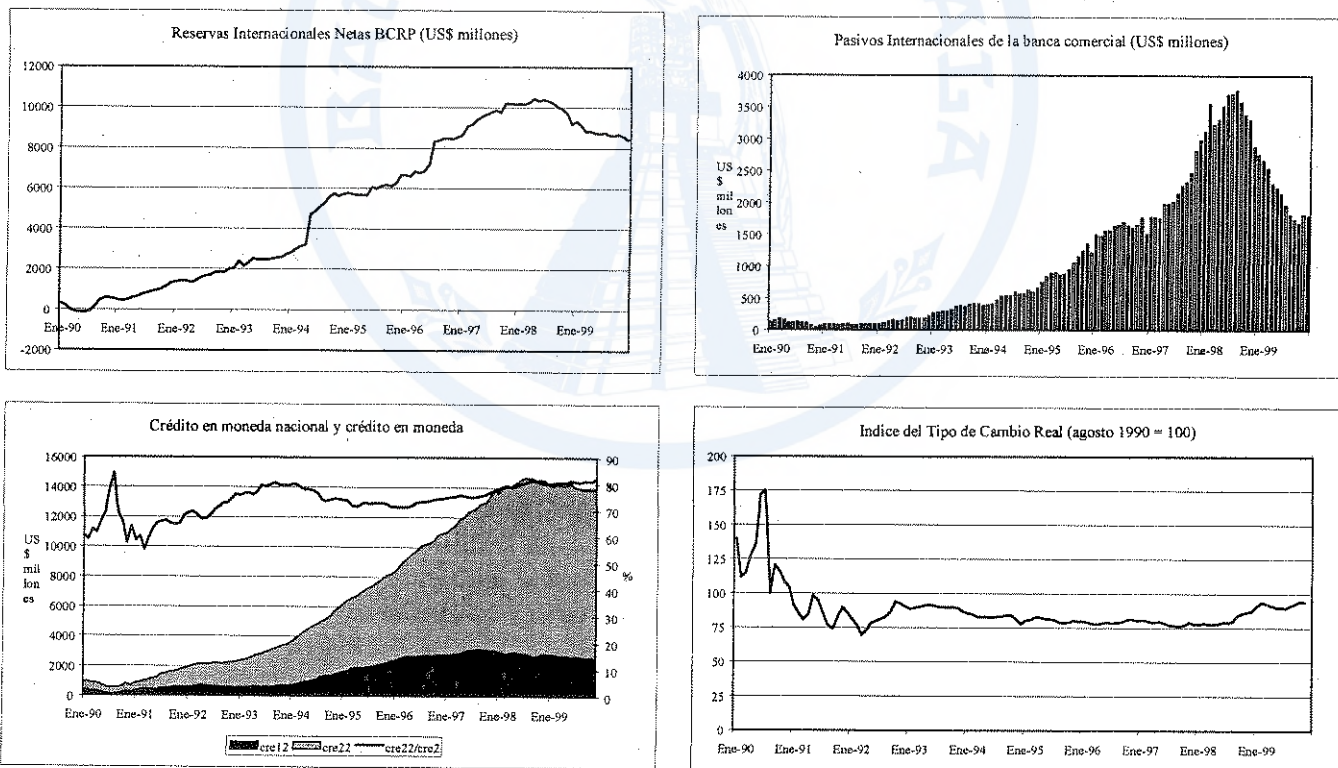 Reservas Internacionales Netas BCRP (US$ millones)
12000
10000
8000
6000
4000
2000
0
-2000
Ene-90 Ene-91 Ene-92 Ene-93 Ene-94 Ene-95 Ene-96 Ene-97 Ene-98 Ene-99
Pasivos Internacionales de la banca comercial (US$ millones)
4000
3500
3000
2500
2000
1500
1000
500
0
US
$
mil
lon
es
Ene-90 Ene-91 Ene-92 Ene-93 Ene-94 Ene-95 Ene-96 Ene-97 Ene-98 Ene-99
Crédito en moneda nacional y crédito en moneda
16000
14000
12000
10000
8000
6000
4000
2000
0
US
$
mil
lon
es
90
80
70
60
50
40
30
20
10
0
%
Ene-90 Ene-91 Ene-92 Ene-93 Ene-94 Ene-95 Ene-96 Ene-97 Ene-98 Ene-99
cre12 cre22 cre22/cre2
Indice del Tipo de Cambio Real (agosto 1990 = 100)
200
175
150
125
100
75
50
25
0
Ene-90 Ene-91 Ene-92 Ene-93 Ene-94 Ene-95 Ene-96 Ene-97 Ene-98 Ene-99